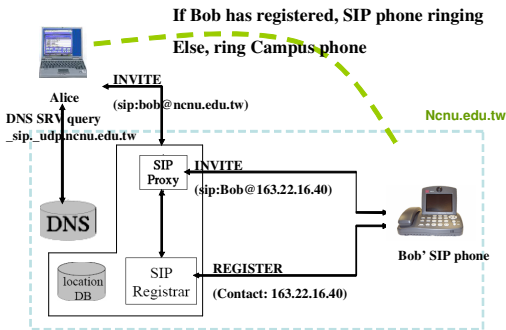 If Bob has registered, SIP phone ringing
Else, ring Campus phone
INVITE
Alice
(sip:bob@ncnu.edu.tw)
DNS SRV query
_sip._udp.ncnu.edu.tw
Ncnu.edu.tw
SIP
Proxy
INVITE
(sip:Bob@163.22.16.40)
DNS
Bob' SIP phone
location
DB
SIP
Registrar
REGISTER
(Contact: 163.22.16.40)